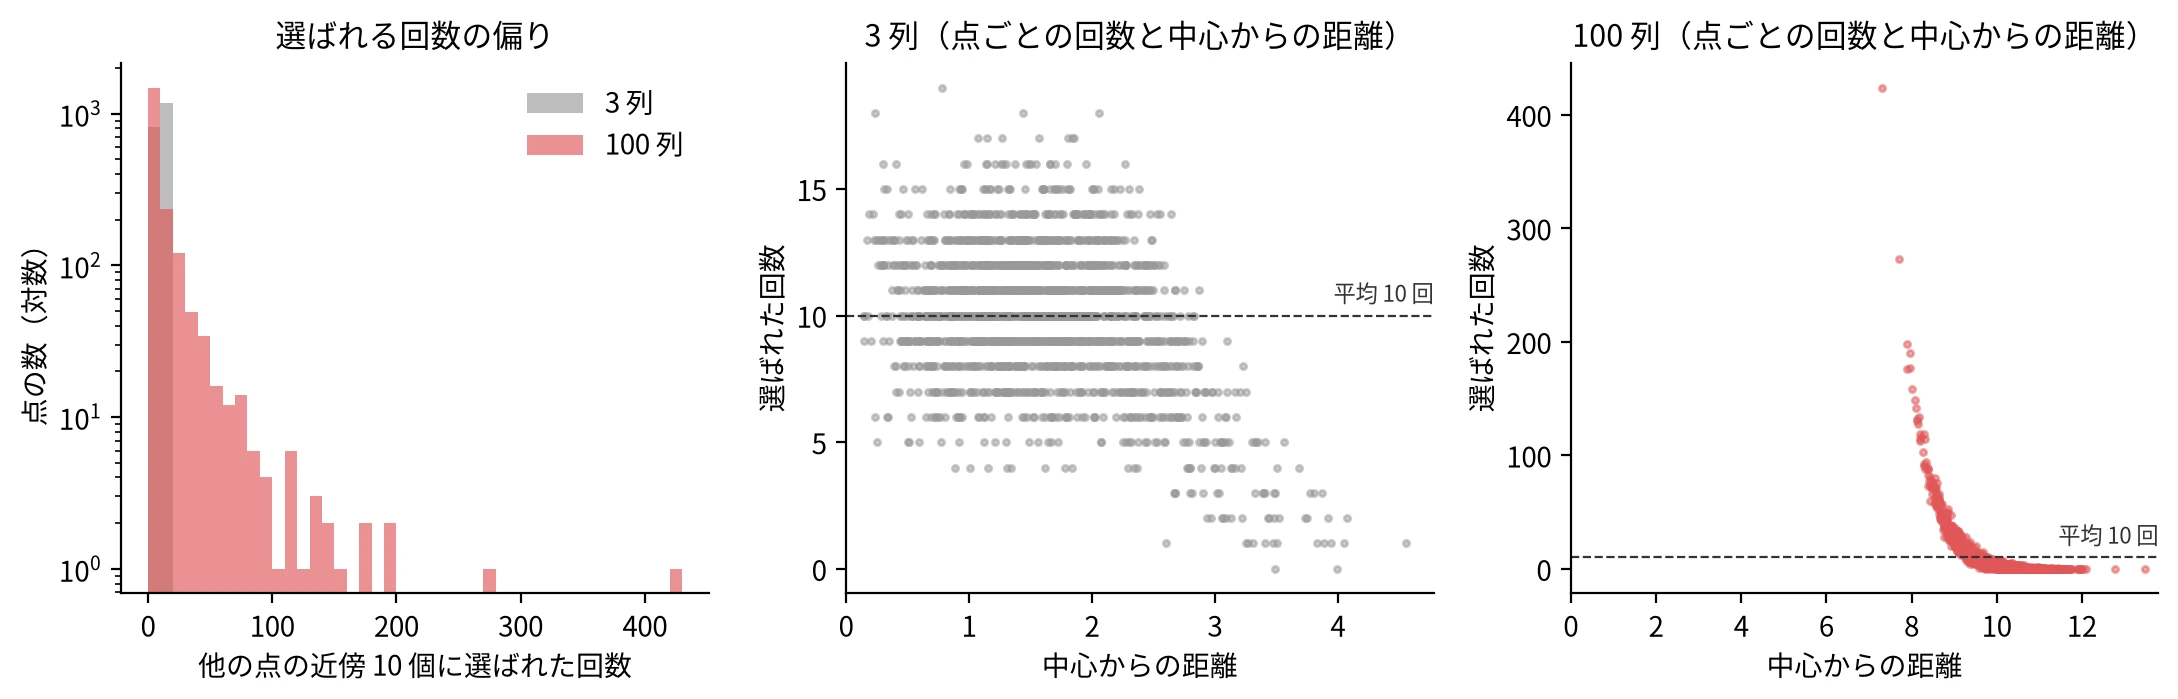 選ばれる回数の偏り
点の数（対数）
10³
10²
10¹
10⁰
3 列
100 列
0
100
200
300
400
他の点の近傍 10 個に選ばれた回数
3 列（点ごとの回数と中心からの距離）
選ばれた回数
15
10
5
0
平均 10 回
0
1
2
3
4
中心からの距離
100 列（点ごとの回数と中心からの距離）
選ばれた回数
400
300
200
100
0
平均 10 回
0
2
4
6
8
10
12
中心からの距離